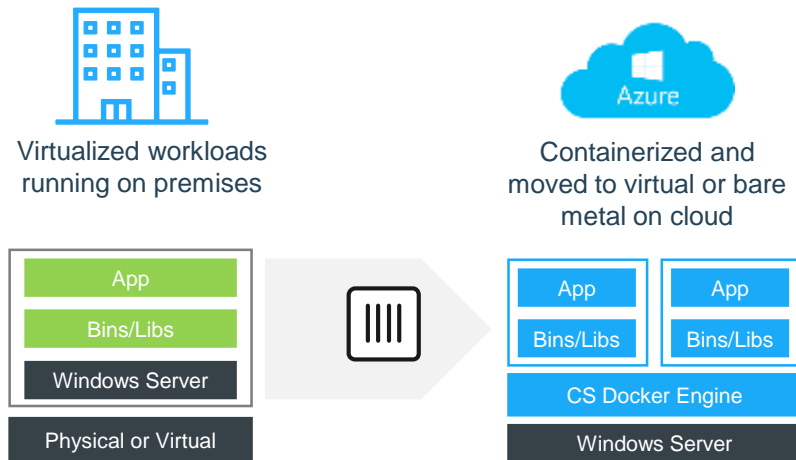 Azure
Virtualized workloads
running on premises
Containerized and
moved to virtual or bare
metal on cloud
App
Bins/Libs
Windows Server
Physical or Virtual
App
App
Bins/Libs
Bins/Libs
CS Docker Engine
Windows Server